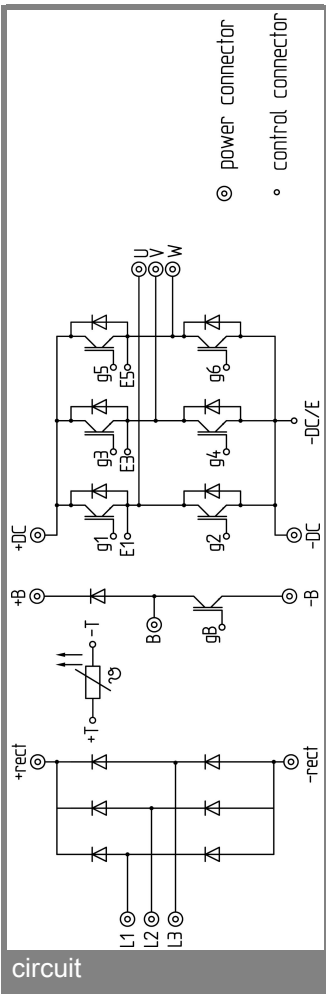 power connector
control connector
U
V
W
g5
E5
g6
g3
E3
g4
g1
E1
g2
+DC
-DC
-DC/E
+B
B
gB
-B
-T
+T
ϑ
+rect
-rect
L1
L2
L3
circuit